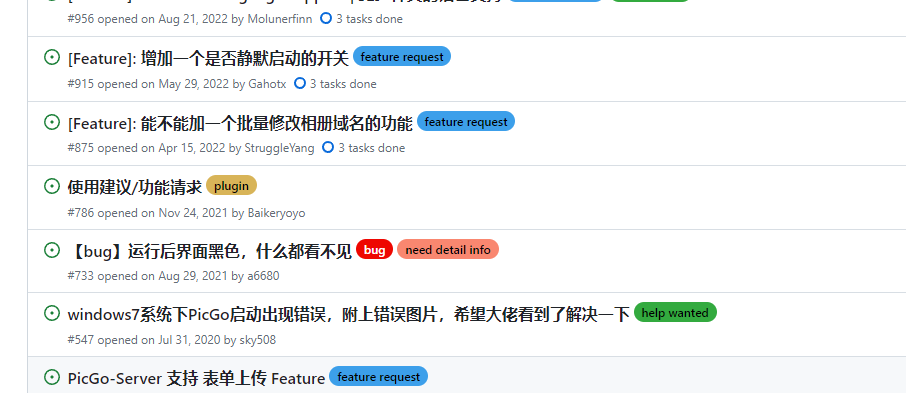 #956 opened on Aug 21, 2022 by Molunerfinn 3 tasks done
[Feature]: 增加一个是否静默启动的开关 feature request
#915 opened on May 29, 2022 by Gahotx 3 tasks done
[Feature]: 能不能加一个批量修改相册域名的功能 feature request
#875 opened on Apr 15, 2022 by StruggleYang 3 tasks done
使用建议/功能请求 plugin
#786 opened on Nov 24, 2021 by Baikeryoyo
【bug】运行后界面黑色，什么都看不见 bug need detail info
#733 opened on Aug 29, 2021 by a6680
windows7系统下PicGo启动出现错误，附上错误图片，希望大佬看到了解决一下 help wanted
#547 opened on Jul 31, 2020 by sky508
PicGo-Server 支持 表单上传 Feature feature request